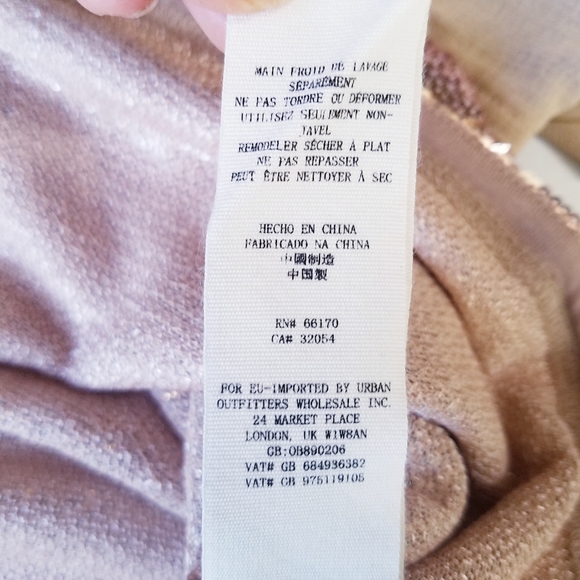 MAIN FROID DE LAVAGE
SÉPARÉMENT
NE PAS TORDRE OU DÉFORMER
UTILISEZ SEULEMENT NON-
JAVEL
REMODELER SÉCHER À PLAT
NE PAS REPASSER
PEUT ÊTRE NETTOYER À SEC
HECHO EN CHINA
FABRICADO NA CHINA
中國制造
中国製
RN# 66170
CA# 32054
FOR EU-IMPORTED BY URBAN
OUTFITTERS WHOLESALE INC.
24 MARKET PLACE
LONDON, UK W1W8AN
GB:OB890206
VAT# GB 684936382
VAT# GB 975119105